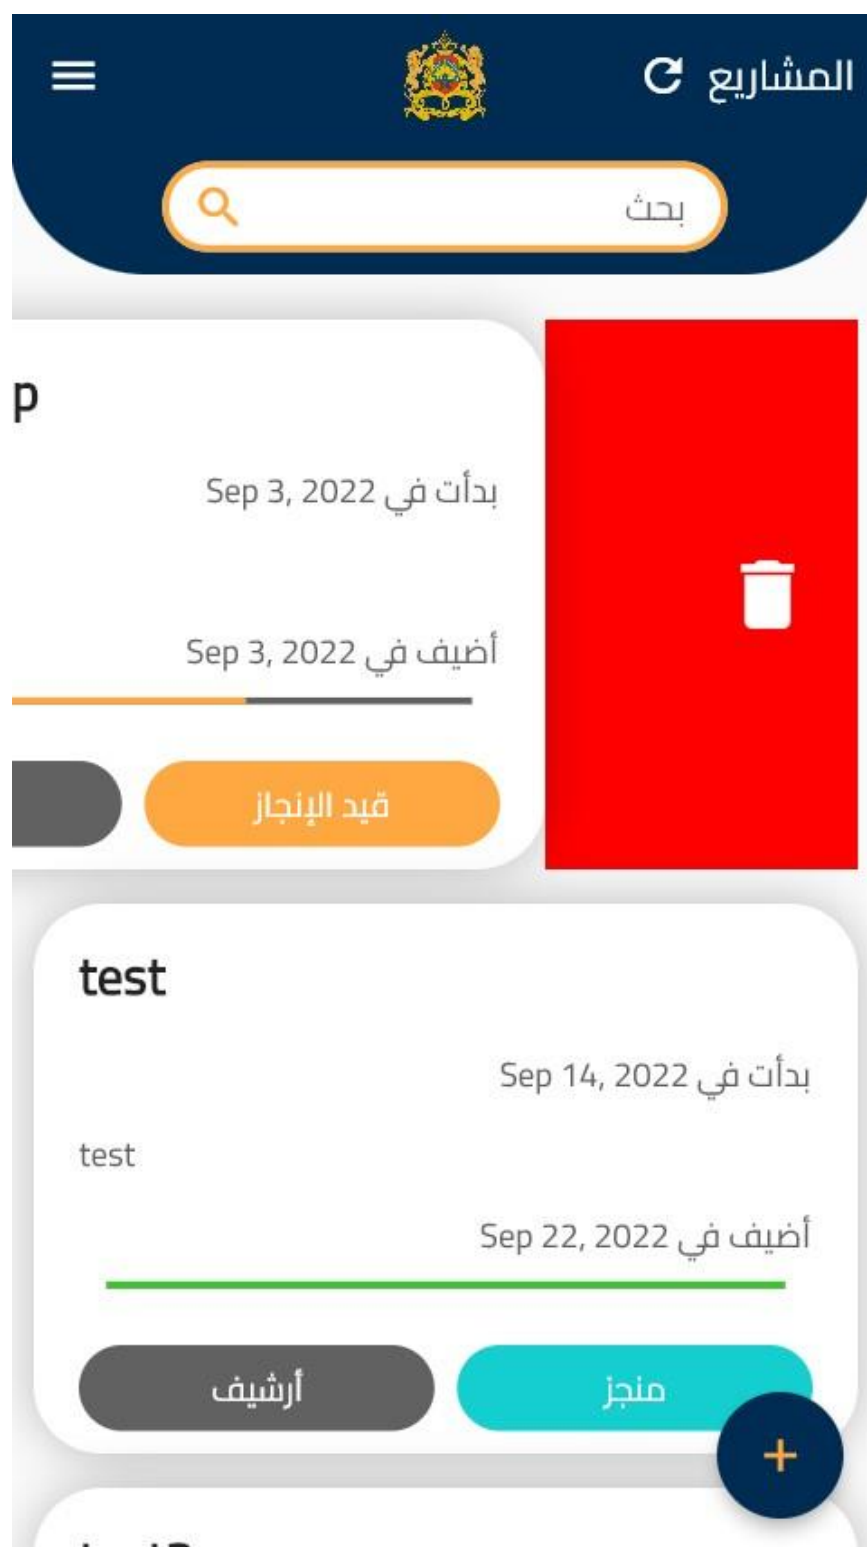 المشاريع
بحث
p
بدأت في Sep 3, 2022
أضيف في Sep 3, 2022
قيد الإنجاز
test
بدأت في Sep 14, 2022
test
أضيف في Sep 22, 2022
منجز
أرشيف